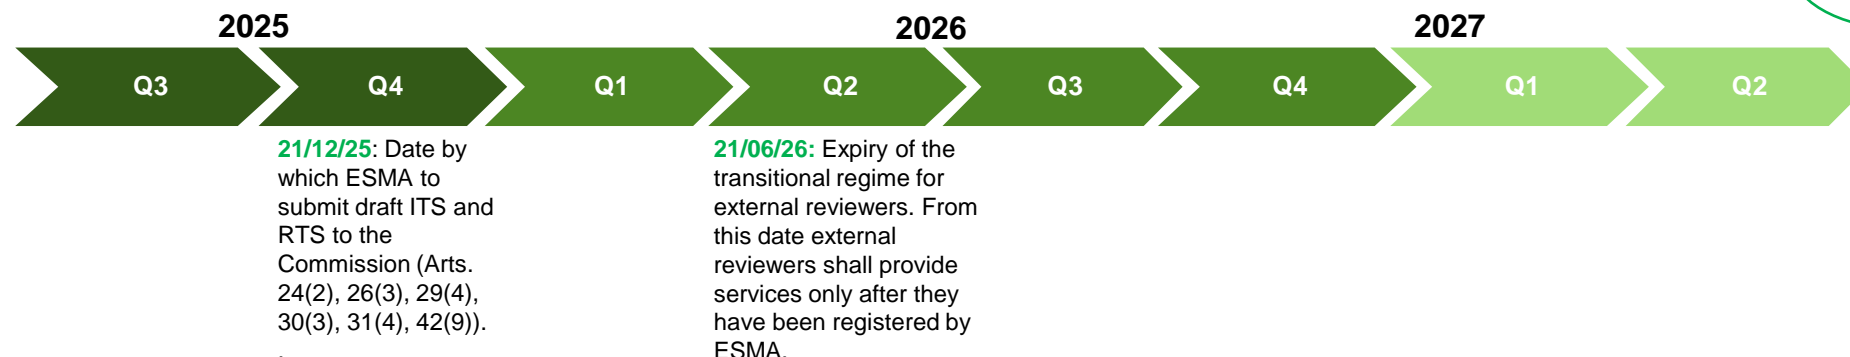 2025
2026
2027
Q3
Q4
Q1
Q2
Q3
Q4
Q1
Q2
21/12/25: Date by
which ESMA to
submit draft ITS and
RTS to the
Commission (Arts.
24(2), 26(3), 29(4),
30(3), 31(4), 42(9)).
.
21/06/26: Expiry of the
transitional regime for
external reviewers. From
this date external
reviewers shall provide
services only after they
have been registered by
ESMA.